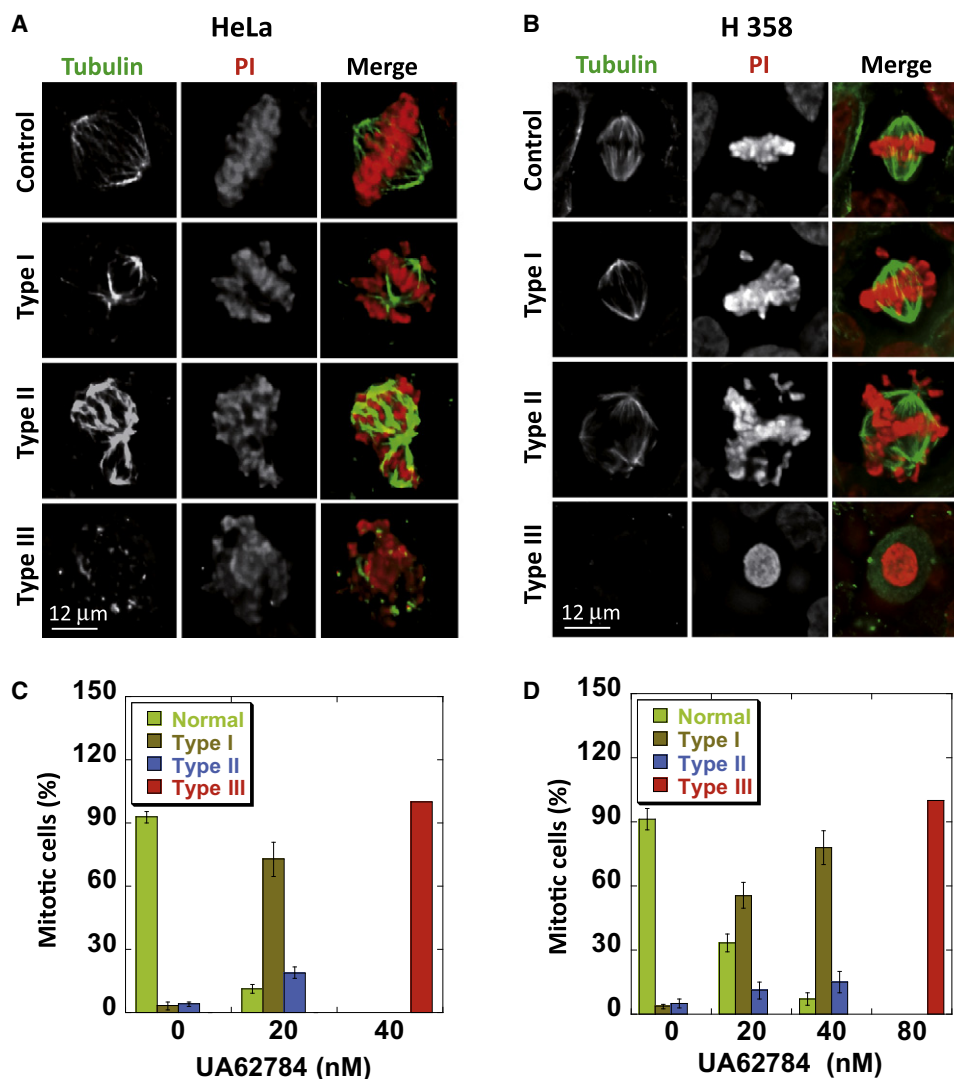 A
HeLa
Tubulin PI Merge
Control
Type I
Type II
Type III
12 µm
B
H 358
Tubulin PI Merge
Control
Type I
Type II
Type III
12 µm
C
Mitotic cells (%)
150
120
90
60
30
0
Normal
Type I
Type II
Type III
0 20 40
UA62784 (nM)
D
Mitotic cells (%)
150
120
90
60
30
0
Normal
Type I
Type II
Type III
0 20 40 80
UA62784 (nM)